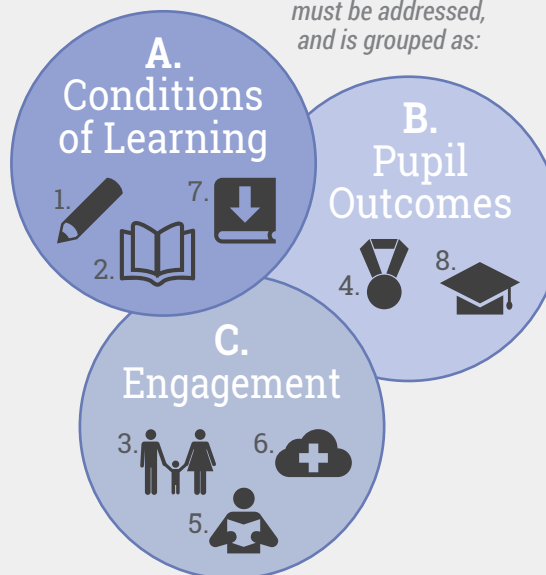 must be addressed,
and is grouped as:
A.
Conditions
of Learning
1.
7.
2.
B.
Pupil
Outcomes
4.
8.
C.
Engagement
3.
6.
5.